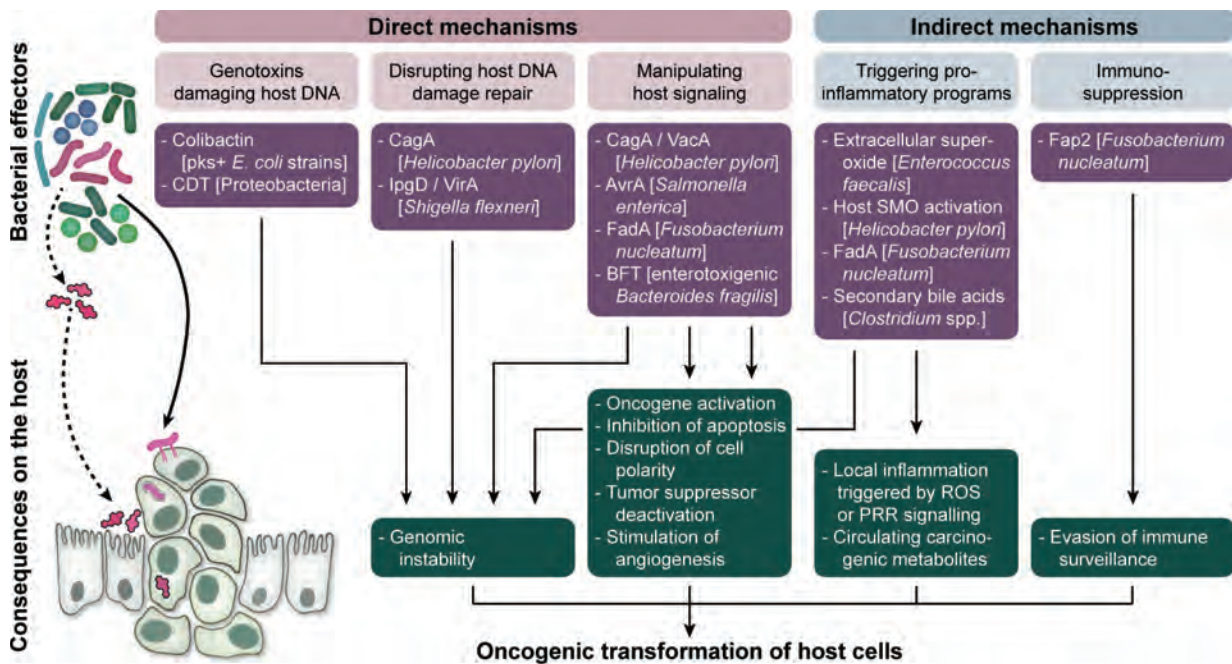 Direct mechanisms
Indirect mechanisms
Bacterial effectors
Consequences on the host
Genotoxins
damaging host DNA
Disrupting host DNA
damage repair
Manipulating
host signaling
Triggering pro-
inflammatory programs
Immuno-
suppression
- Colibactin
[pks+ E. coli strains]
- CDT [Proteobacteria]
- CagA
[Helicobacter pylori]
- IpgD / VirA
[Shigella flexneri]
- CagA / VacA
[Helicobacter pylori]
- AvrA [Salmonella
enterica]
- FadA [Fusobacterium
nucleatum]
- BFT [enterotoxigenic
Bacteroides fragilis]
- Extracellular super-
oxide [Enterococcus
faecalis]
- Host SMO activation
[Helicobacter pylori]
- FadA [Fusobacterium
nucleatum]
- Secondary bile acids
[Clostridium spp.]
- Fap2 [Fusobacterium
nucleatum]
- Genomic
instability
- Oncogene activation
- Inhibition of apoptosis
- Disruption of cell
polarity
- Tumor suppressor
deactivation
- Stimulation of
angiogenesis
- Local inflammation
triggered by ROS
or PRR signalling
- Circulating carcino-
genic metabolites
- Evasion of immune
surveillance
Oncogenic transformation of host cells